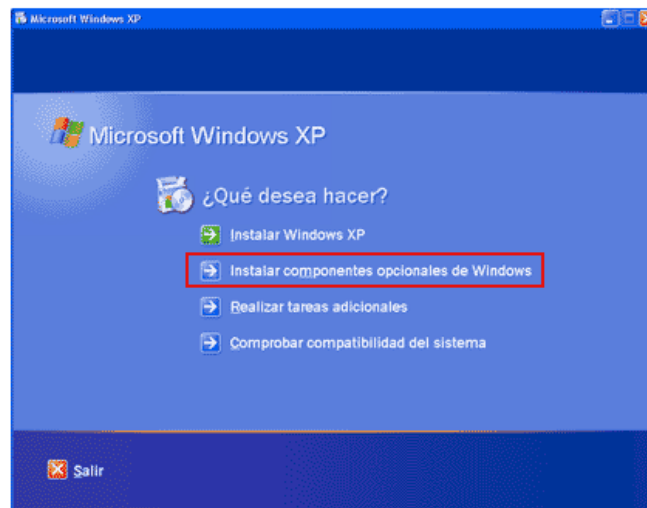 Microsoft Windows XP
Microsoft Windows XP
¿Qué desea hacer?
Instalar Windows XP
Instalar componentes opcionales de Windows
Realizar tareas adicionales
Comprobar compatibilidad del sistema
Salir